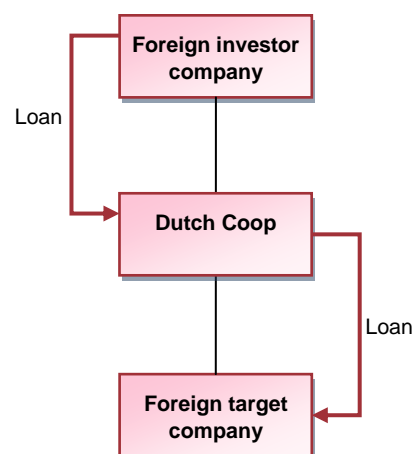 Foreign investor
company
Loan
Dutch Coop
Loan
Foreign target
company